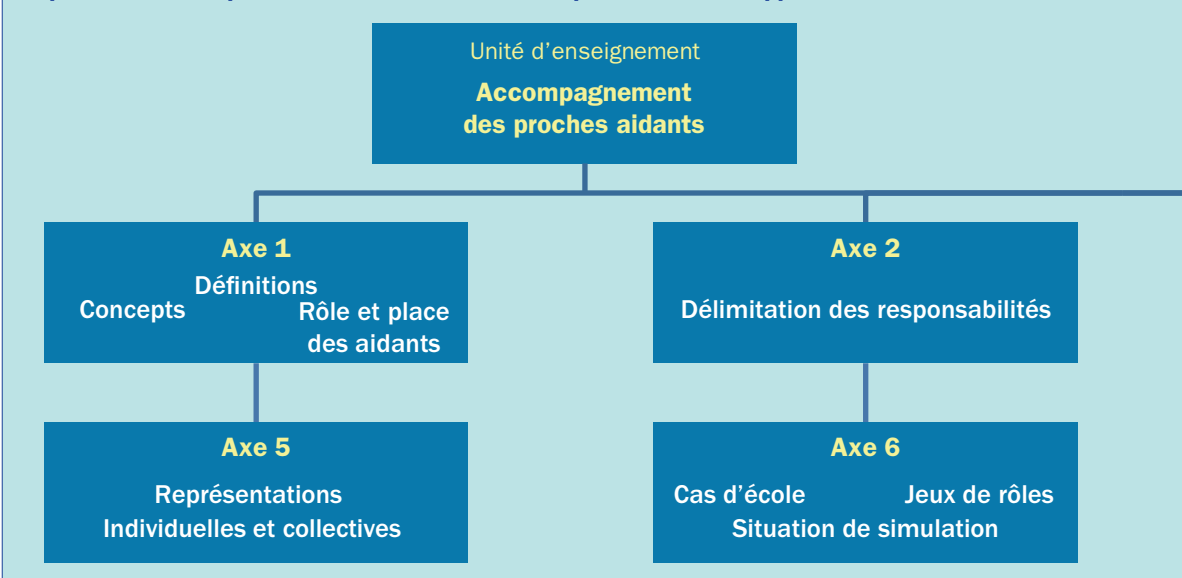 Unité d'enseignement
Accompagnement
des proches aidants
Axe 1
Définitions
Concepts
Rôle et place
des aidants
Axe 2
Délimitation des responsabilités
Axe 5
Représentations
Individuelles et collectives
Axe 6
Cas d'école Jeux de rôles
Situation de simulation